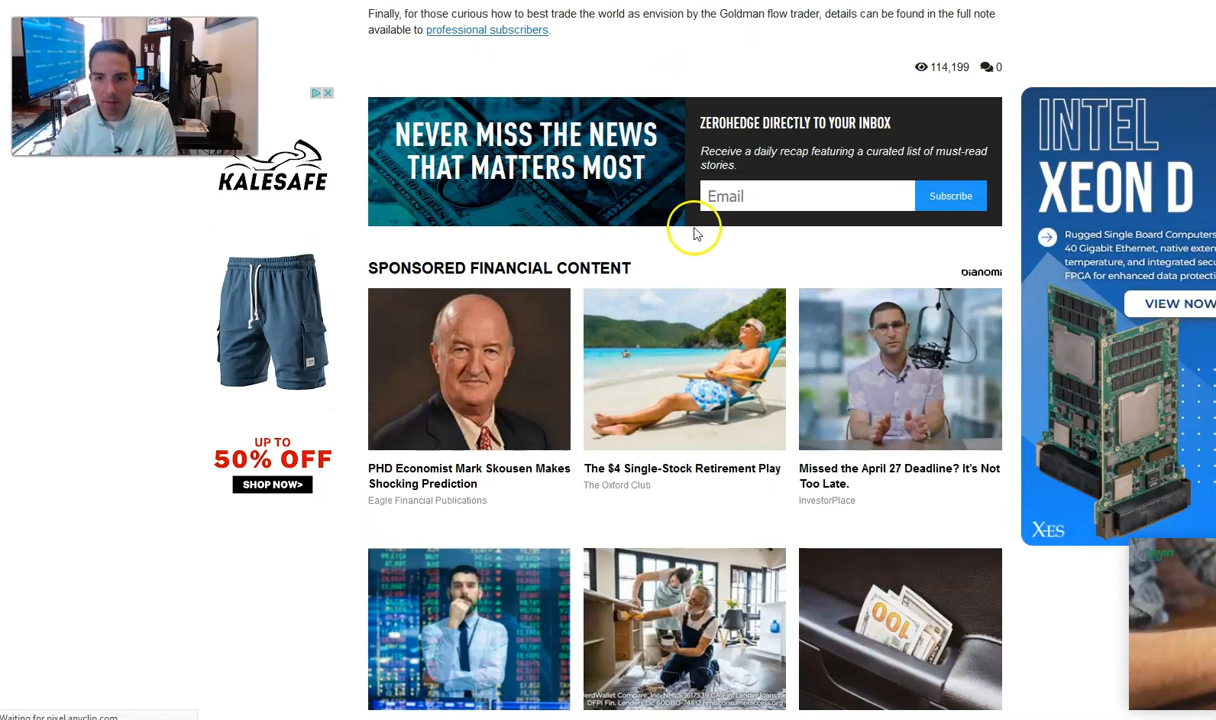 Finally, for those curious how to best trade the world as envision by the Goldman flow trader, details can be found in the full note
available to professional subscribers.
114,199 0
NEVER MISS THE NEWS
THAT MATTERS MOST
ZEROHEDGE DIRECTLY TO YOUR INBOX
Receive a daily recap featuring a curated list of must-read
stories.
Email
Subscribe
KALESAFE
UP TO
50% OFF
SHOP NOW>
SPONSORED FINANCIAL CONTENT
bianomi
PHD Economist Mark Skousen Makes
Shocking Prediction
Eagle Financial Publications
The $4 Single-Stock Retirement Play
The Oxford Club
Missed the April 27 Deadline? It's Not
Too Late.
InvestorPlace
INTEL
XEON D
Rugged Single Board Computers
40 Gigabit Ethernet, native exten
temperature, and integrated secu
FPGA for enhanced data protecti
VIEW NOW
X-ES
100
Waiting for pixel.anyclip.com